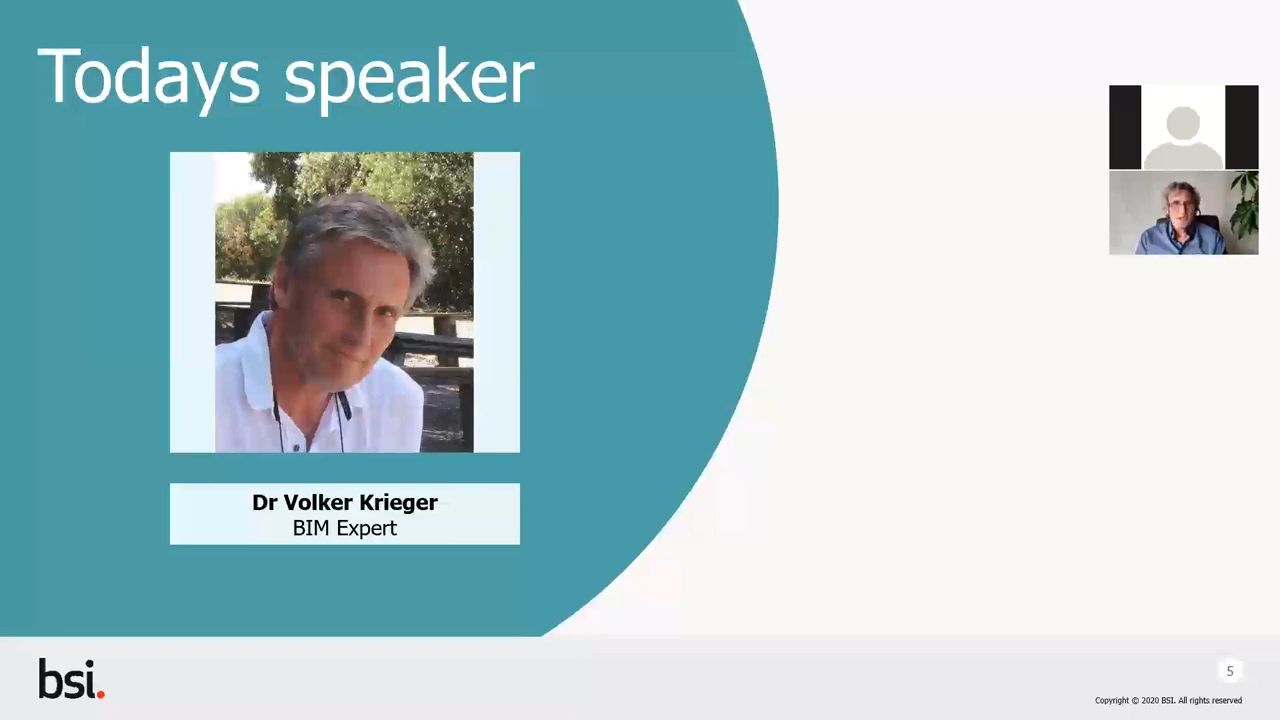 Todays speaker
Dr Volker Krieger
BIM Expert
bsi.
5
Copyright © 2020 BSI. All rights reserved